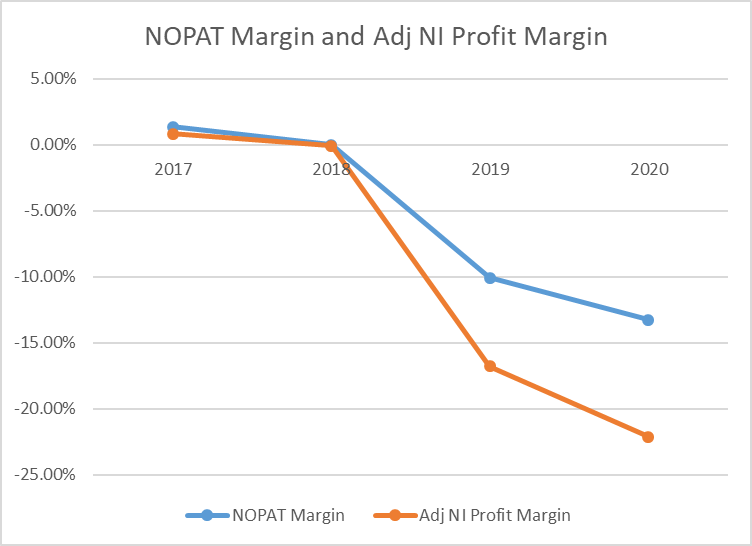 NOPAT Margin and Adj NI Profit Margin
5.00%
0.00%
2017 2018 2019 2020
-5.00%
-10.00%
-15.00%
-20.00%
-25.00%
NOPAT Margin Adj NI Profit Margin